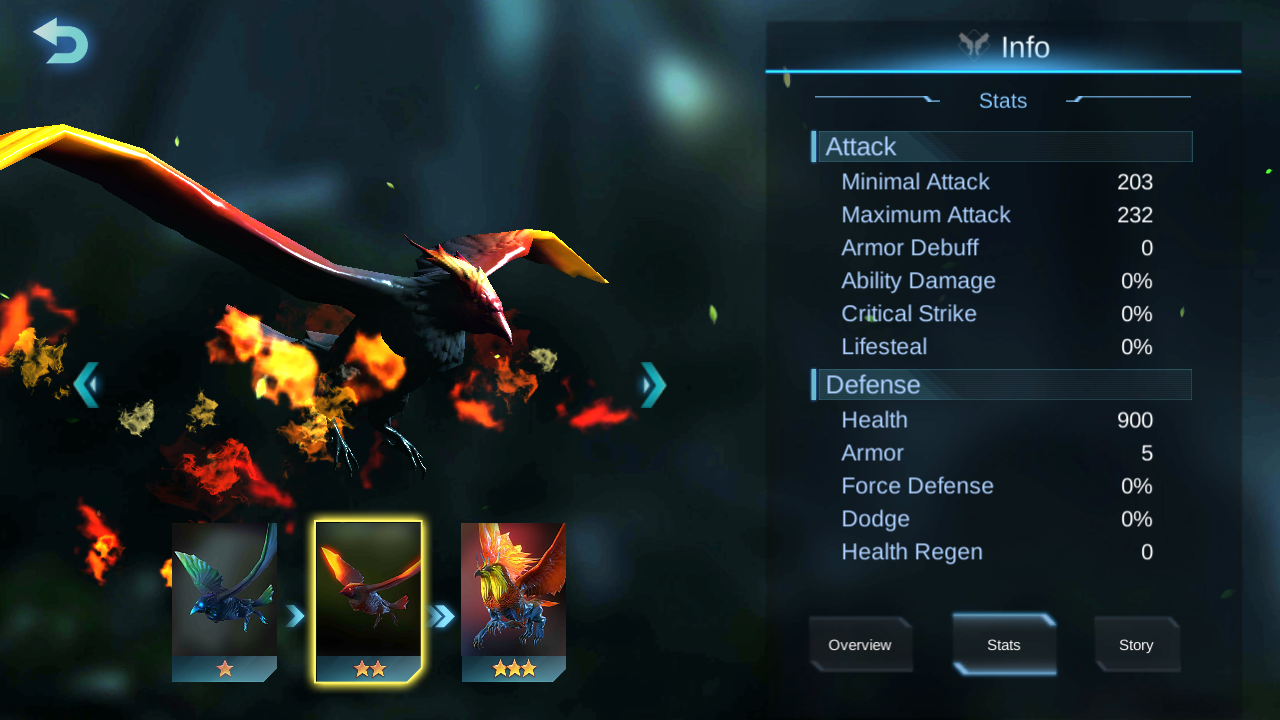 Info
Stats
Attack
Minimal Attack 203
Maximum Attack 232
Armor Debuff 0
Ability Damage 0%
Critical Strike 0%
Lifesteal 0%
Defense
Health 900
Armor 5
Force Defense 0%
Dodge 0%
Health Regen 0
Overview Stats Story